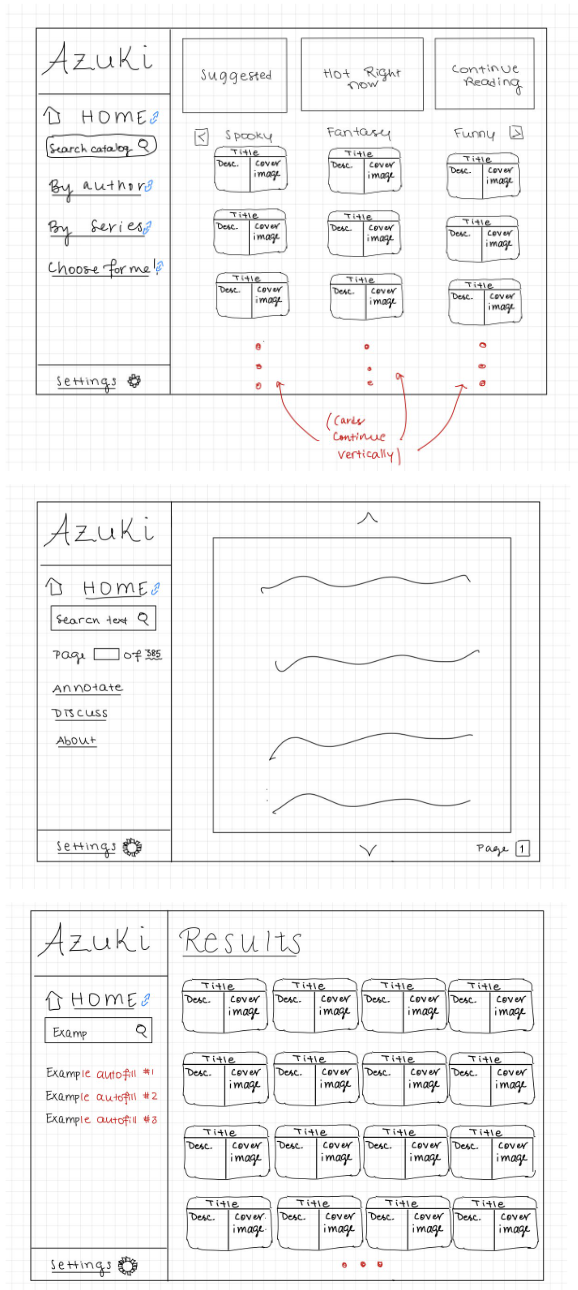 Azuki
HOME
Search catalog
By author
By Series
Choose for me!
Settings
Suggested
Hot Right
Now
Continue
Reading
< Spooky Fantasy Funny >
Title Title Title
Desc. Cover image Desc. Cover image Desc. Cover image
Title Title Title
Desc. Cover image Desc. Cover image Desc. Cover image
Title Title Title
Desc. Cover image Desc. Cover image Desc. Cover image
(Cards
Continue
vertically)
Azuki
HOME
Search text
Page of 385
Annotate
Discuss
About
Settings
Page 1
Azuki
HOME
Examp
Example autofill #1
Example autofill #2
Example autofill #3
Settings
Results
Title Title Title Title
Desc. Cover image Desc. Cover image Desc. Cover image Desc. Cover image
Title Title Title Title
Desc. Cover image Desc. Cover image Desc. Cover image Desc. Cover image
Title Title Title Title
Desc. Cover image Desc. Cover image Desc. Cover image Desc. Cover image
Title Title Title Title
Desc. Cover image Desc. Cover image Desc. Cover image Desc. Cover image